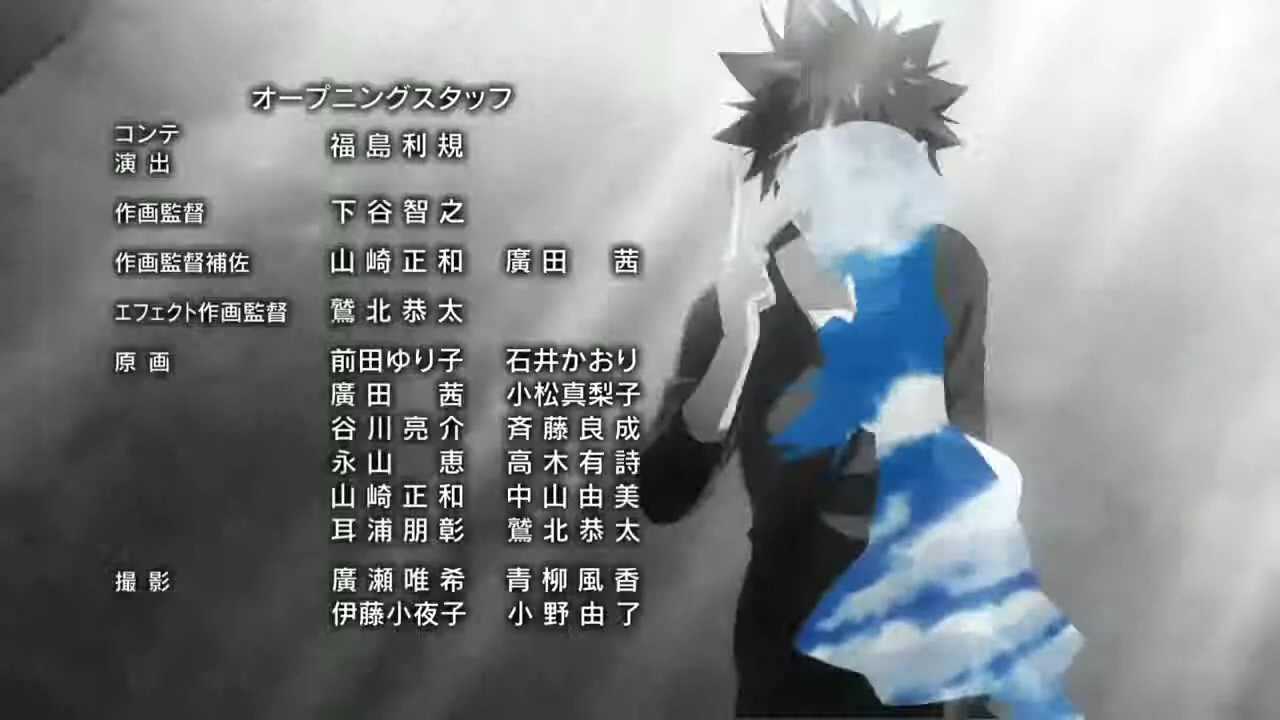 オープニングスタッフ
コンテ
演出 福島利規
作画監督 下谷智之
作画監督補佐 山崎正和 廣田 茜
エフェクト作画監督 鷲北恭太
原画 前田ゆり子 石井かおり
廣田 茜 小松真梨子
谷川亮介 斉藤良成
永山 恵 高木有詩
山崎正和 中山由美
耳浦朋彰 鷲北恭太
撮影 廣瀬唯希 青柳風香
伊藤小夜子 小野由了